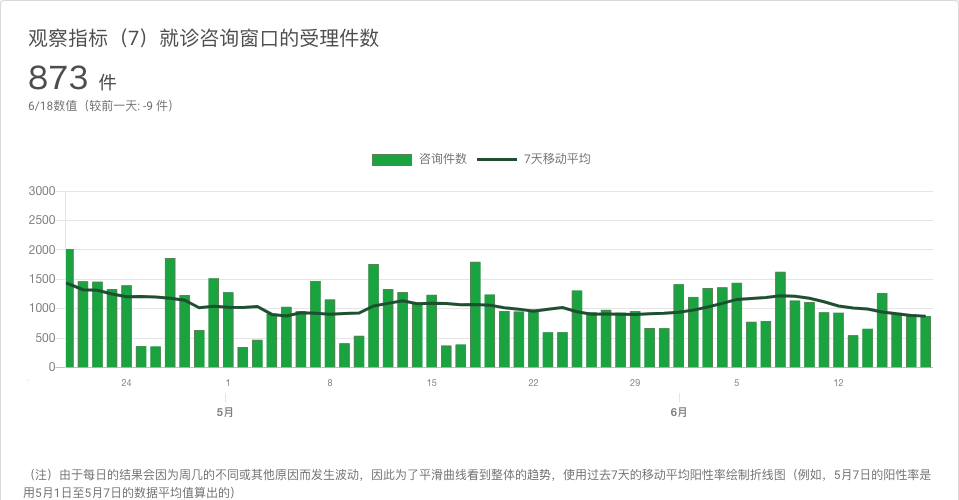 观察指标（7）就诊咨询窗口的受理件数
873 件
6/18数值（较前一天: -9 件）
咨询件数 7天移动平均
3000
2500
2000
1500
1000
500
0
24 1 8 15 22 29 5 12
5月 6月
（注）由于每日的结果会因为周几的不同或其他原因而发生波动，因此为了平滑曲线看到整体的趋势，使用过去7天的移动平均阳性率绘制折线图（例如，5月7日的阳性率是
用5月1日至5月7日的数据平均值算出的）